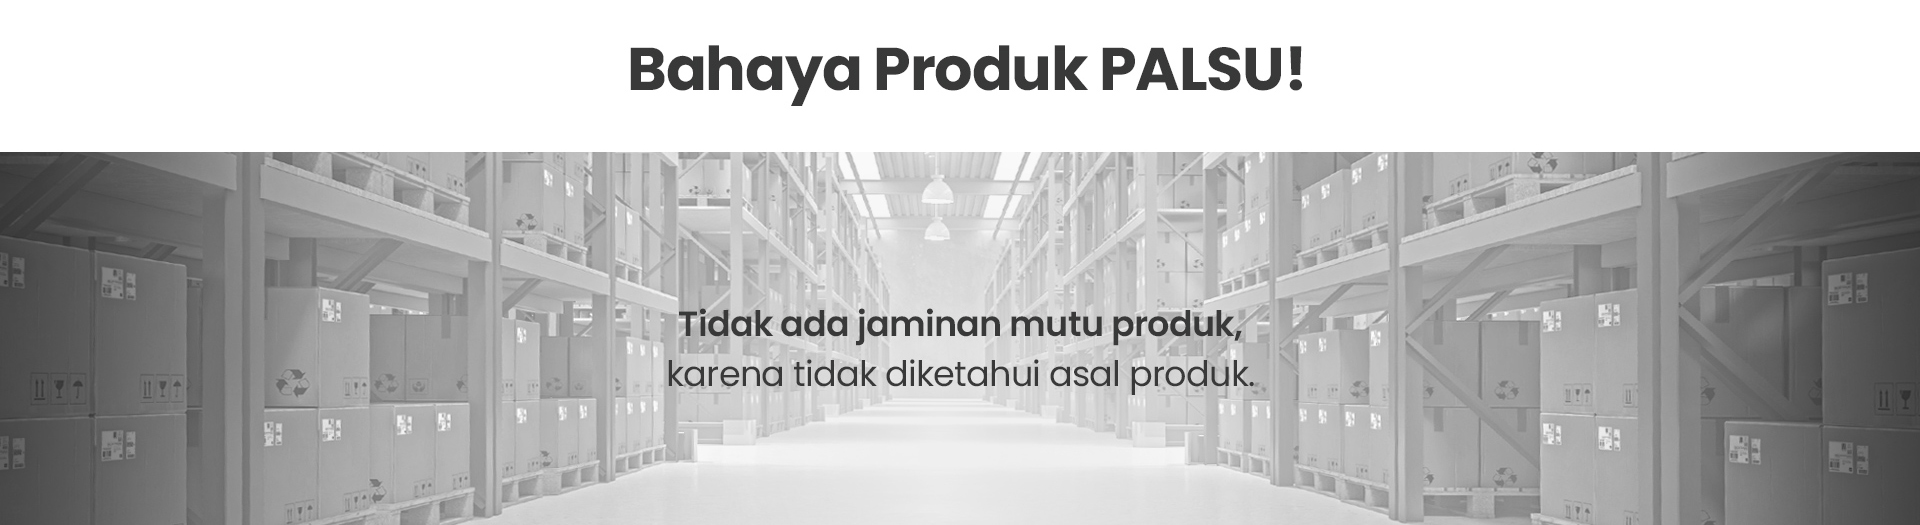 Bahaya Produk PALSU!
Tidak ada jaminan mutu produk,
karena tidak diketahui asal produk.